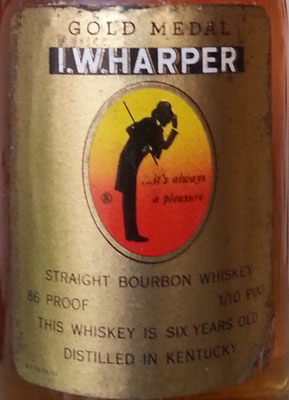 GOLD MEDAL
I.W.HARPER
...it's always
a pleasure
®
STRAIGHT BOURBON WHISKEY
86 PROOF 1/10 PINT
THIS WHISKEY IS SIX YEARS OLD
DISTILLED IN KENTUCKY